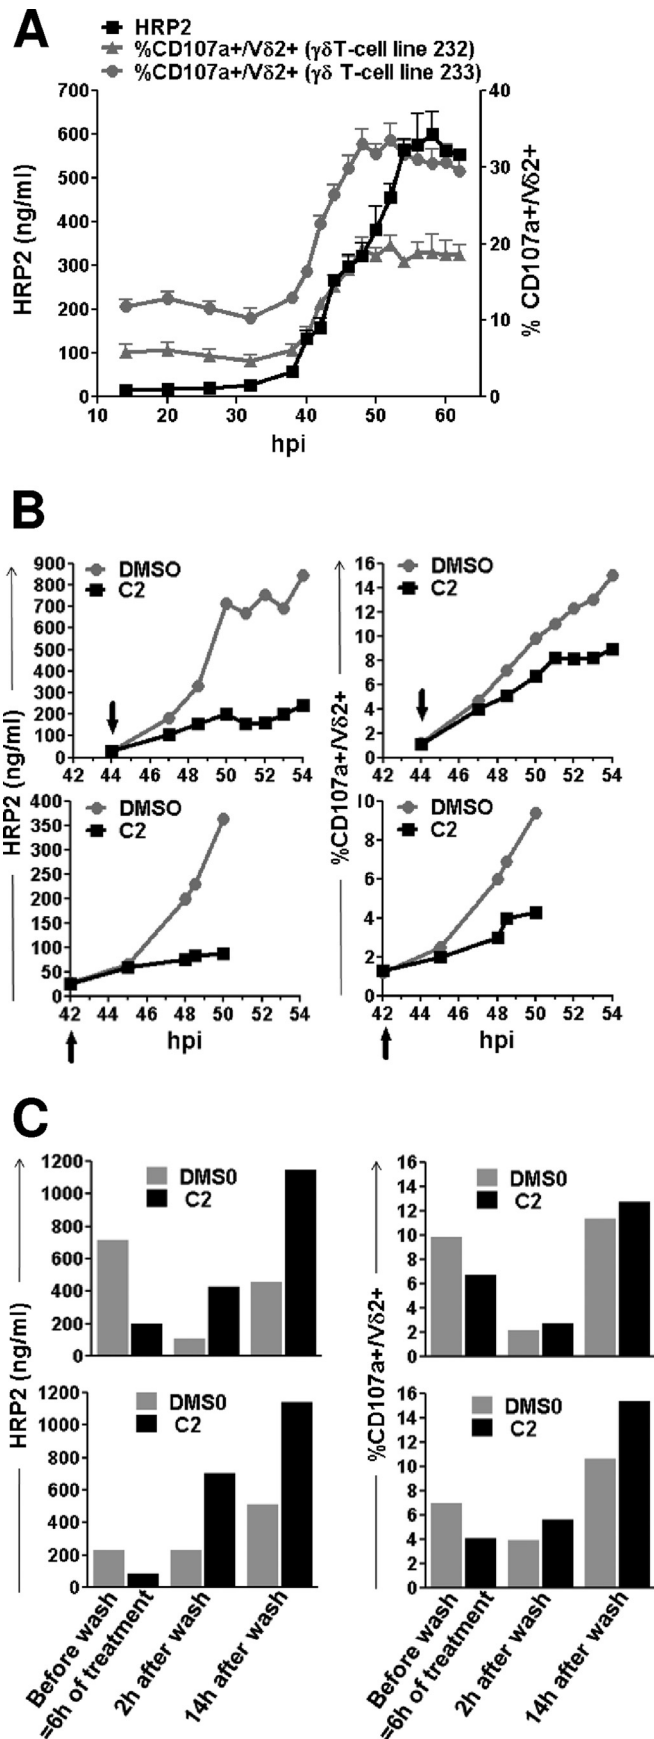 A
HRP2
%CD107a+/Vδ2+ (γδT-cell line 232)
%CD107a+/Vδ2+ (γδ T-cell line 233)
700
600
500
400
300
200
100
0
HRP2 (ng/ml)
40
30
20
10
0
% CD107a+/Vδ2+
10 20 30 40 50 60
hpi
B
HRP2 (ng/ml)
900
800
700
600
500
400
300
200
100
0
DMSO
C2
42 44 46 48 50 52 54
%CD107a+/Vδ2+
16
14
12
10
8
6
4
2
0
DMSO
C2
42 44 46 48 50 52 54
400
350
300
250
200
150
100
50
0
DMSO
C2
42 44 46 48 50 52 54
hpi
10
8
6
4
2
0
DMSO
C2
42 44 46 48 50 52 54
hpi
C
HRP2 (ng/ml)
1200
1000
800
600
400
200
0
DMS0
C2
%CD107a+/Vδ2+
16
14
12
10
8
6
4
2
0
DMS0
C2
1200
1000
800
600
400
200
0
DMS0
C2
Before wash
=6h of treatment
2h after wash
14h after wash
16
14
12
10
8
6
4
2
0
DMS0
C2
Before wash
=6h of treatment
2h after wash
14h after wash